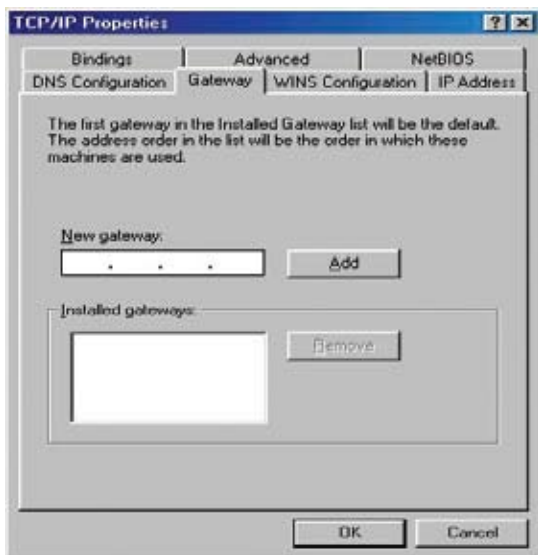 TCP/IP Properties
Bindings
Advanced
NetBIOS
DNS Configuration
Gateway
WINS Configuration
IP Address
The first gateway in the Installed Gateway list will be the default.
The address order in the list will be the order in which these
machines are used.
New gateway:
. . .
Add
Installed gateways:
Remove
OK
Cancel